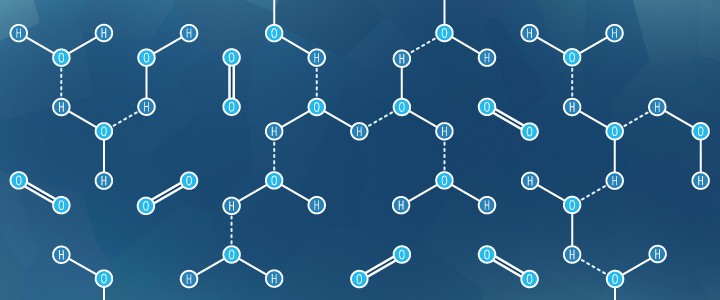 H H H O O H H
O O O H H H O
H H O O O O H H
O H H H O O O
O H O O O H H H
O O H H H H O
H O O O H H
O H H O O O